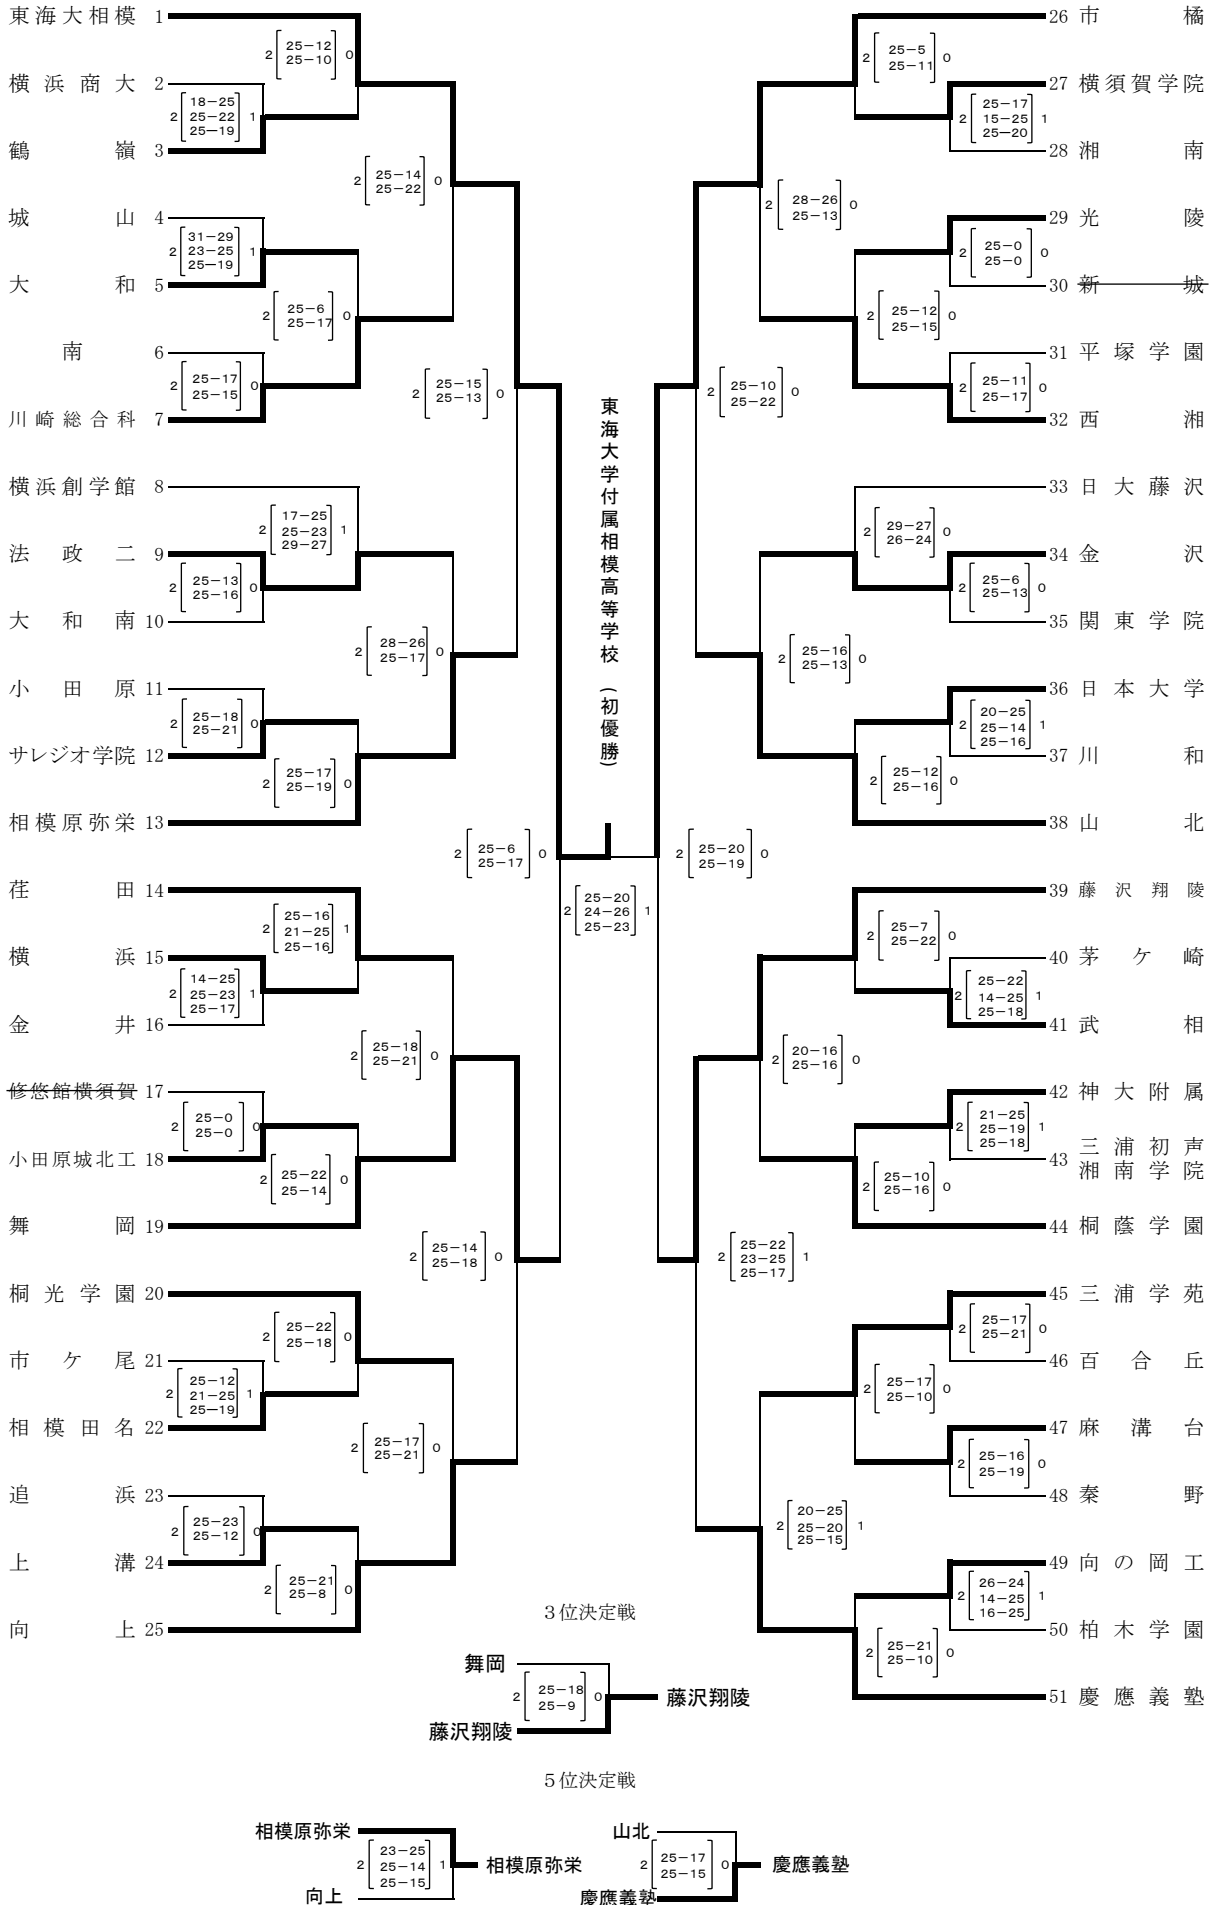 東海大相模 1
2 25-12 0
25-10
横浜商大 2
2 18-25 1
25-22
25-19
鶴嶺 3
2 25-14 0
25-22
城山 4
2 31-29 1
23-25
25-19
大和 5
2 25-6 0
25-17
南 6
2 25-17 0
25-15
川崎総合科 7
2 25-15 0
25-13
横浜創学館 8
2 17-25 1
25-23
29-27
法政二 9
2 25-13 0
25-16
大和南 10
2 28-26 0
25-17
小田原 11
2 25-18 0
25-21
サレジオ学院 12
2 25-17 0
25-19
相模原弥栄 13
2 25-6 0
25-17
荏田 14
2 25-16 1
21-25
25-16
横浜 15
2 14-25 1
25-23
25-17
金井 16
2 25-18 0
25-21
修悠館横須賀 17
2 25-0 0
25-0
小田原城北工 18
2 25-22 0
25-14
舞岡 19
2 25-14 0
25-18
桐光学園 20
2 25-22 0
25-18
市ケ尾 21
2 25-12 1
21-25
25-19
相模田名 22
2 25-17 0
25-21
追浜 23
2 25-23 0
25-12
上溝 24
2 25-21 0
25-8
向上 25
東海大学付属相模高等学校 (初優勝)
2 25-20 1
24-26
25-23
26 市橘
2 25-5 0
25-11
27 横須賀学院
2 25-17 1
15-25
25-20
28 湘南
2 28-26 0
25-13
29 光陵
2 25-0 0
25-0
30 新城
2 25-12 0
25-15
31 平塚学園
2 25-11 0
25-17
32 西湘
2 25-10 0
25-22
33 日大藤沢
2 29-27 0
26-24
34 金沢
2 25-6 0
25-13
35 関東学院
2 25-16 0
25-13
36 日本大学
2 20-25 1
25-14
25-16
37 川和
2 25-12 0
25-16
38 山北
2 25-20 0
25-19
39 藤沢翔陵
2 25-7 0
25-22
40 茅ケ崎
2 25-22 1
14-25
25-18
41 武相
2 20-16 0
25-16
42 神大附属
2 21-25 1
25-19
25-18
43 三浦初声
湘南学院
2 25-10 0
25-16
44 桐蔭学園
2 25-22 1
23-25
25-17
45 三浦学苑
2 25-17 0
25-21
46 百合丘
2 25-17 0
25-10
47 麻溝台
2 25-16 0
25-19
48 秦野
2 20-25 1
25-20
25-15
49 向の岡工
2 26-24 1
14-25
16-25
50 柏木学園
2 25-21 0
25-10
51 慶應義塾
3位決定戦
舞岡
2 25-18 0
25-9
藤沢翔陵
藤沢翔陵
5位決定戦
相模原弥栄
2 23-25 1
25-14
25-15
相模原弥栄
向上
山北
2 25-17 0
25-15
慶應義塾
慶應義塾